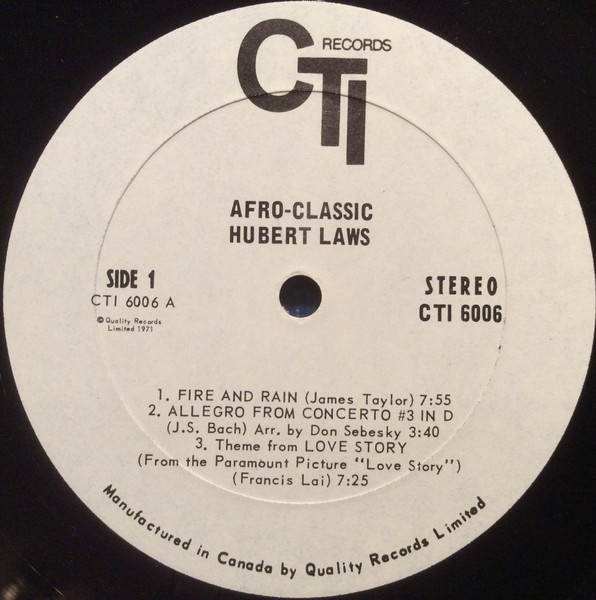 CTI RECORDS
AFRO-CLASSIC
HUBERT LAWS
SIDE 1
CTI 6006 A
© Quality Records
Limited 1971
STEREO
CTI 6006
1. FIRE AND RAIN (James Taylor) 7:55
2. ALLEGRO FROM CONCERTO #3 IN D
(J.S. Bach) Arr. by Don Sebesky 3:40
3. Theme from LOVE STORY
(From the Paramount Picture "Love Story")
(Francis Lai) 7:25
Manufactured in Canada by Quality Records Limited